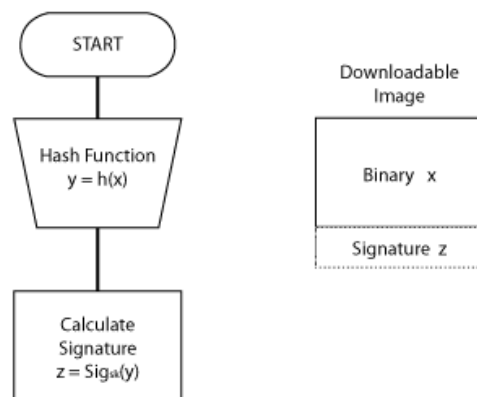 START
Hash Function
y = h(x)
Calculate
Signature
z = Sigsk(y)
Downloadable
Image
Binary x
Signature z